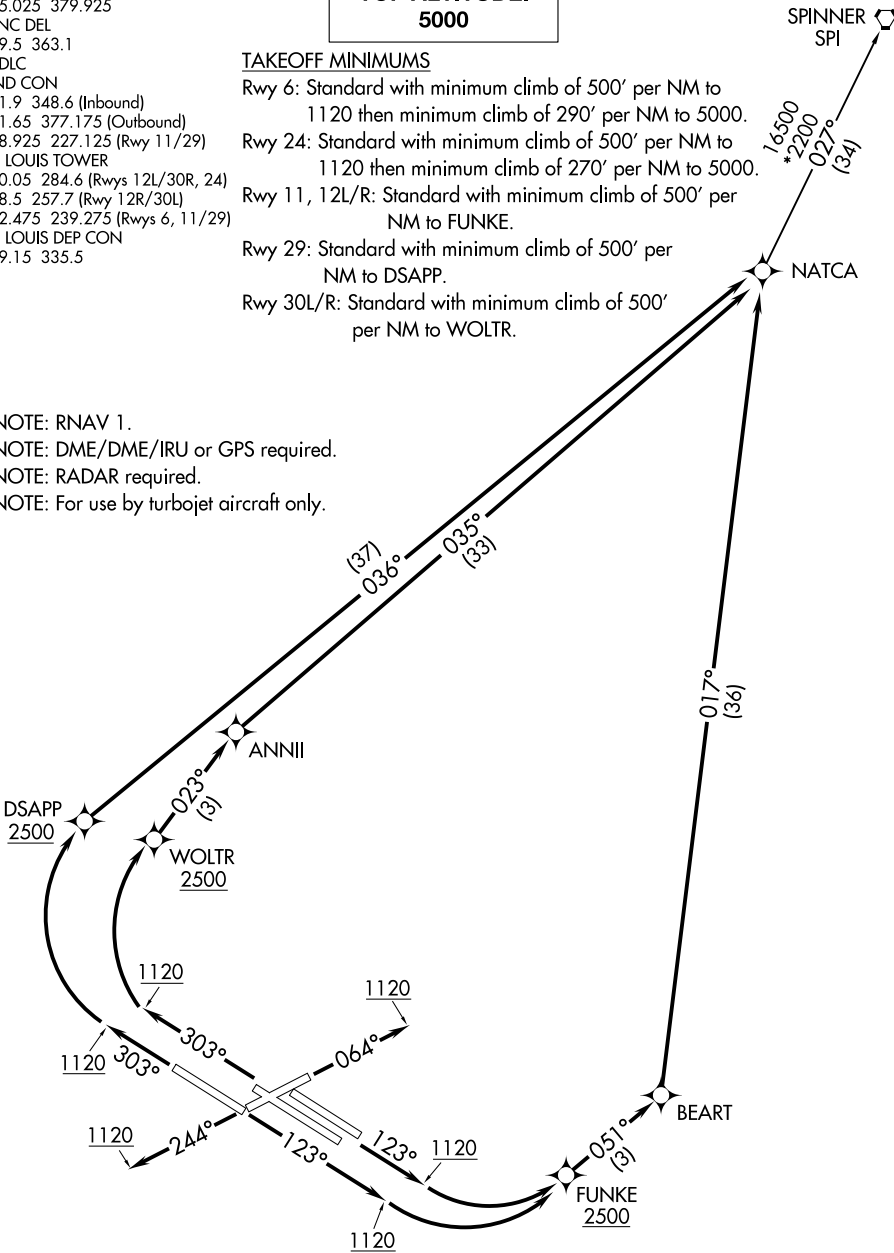 5.025 379.925
NC DEL
9.5 363.1
DLC
ND CON
1.9 348.6 (Inbound)
1.65 377.175 (Outbound)
8.925 227.125 (Rwy 11/29)
LOUIS TOWER
0.05 284.6 (Rwys 12L/30R, 24)
8.5 257.7 (Rwy 12R/30L)
2.475 239.275 (Rwys 6, 11/29)
LOUIS DEP CON
9.15 335.5
5000
TAKEOFF MINIMUMS
Rwy 6: Standard with minimum climb of 500' per NM to
1120 then minimum climb of 290' per NM to 5000.
Rwy 24: Standard with minimum climb of 500' per NM to
1120 then minimum climb of 270' per NM to 5000.
Rwy 11, 12L/R: Standard with minimum climb of 500' per
NM to FUNKE.
Rwy 29: Standard with minimum climb of 500' per
NM to DSAPP.
Rwy 30L/R: Standard with minimum climb of 500'
per NM to WOLTR.
SPINNER
SPI
16500
*2200
027°
(34)
NATCA
NOTE: RNAV 1.
NOTE: DME/DME/IRU or GPS required.
NOTE: RADAR required.
NOTE: For use by turbojet aircraft only.
(37)
036°
035°
(33)
017°
(36)
ANNII
023°
(3)
DSAPP
2500
WOLTR
2500
1120
1120
303°
064°
1120
303°
1120
244°
123°
123°
1120
1120
051°
(3)
BEART
FUNKE
2500